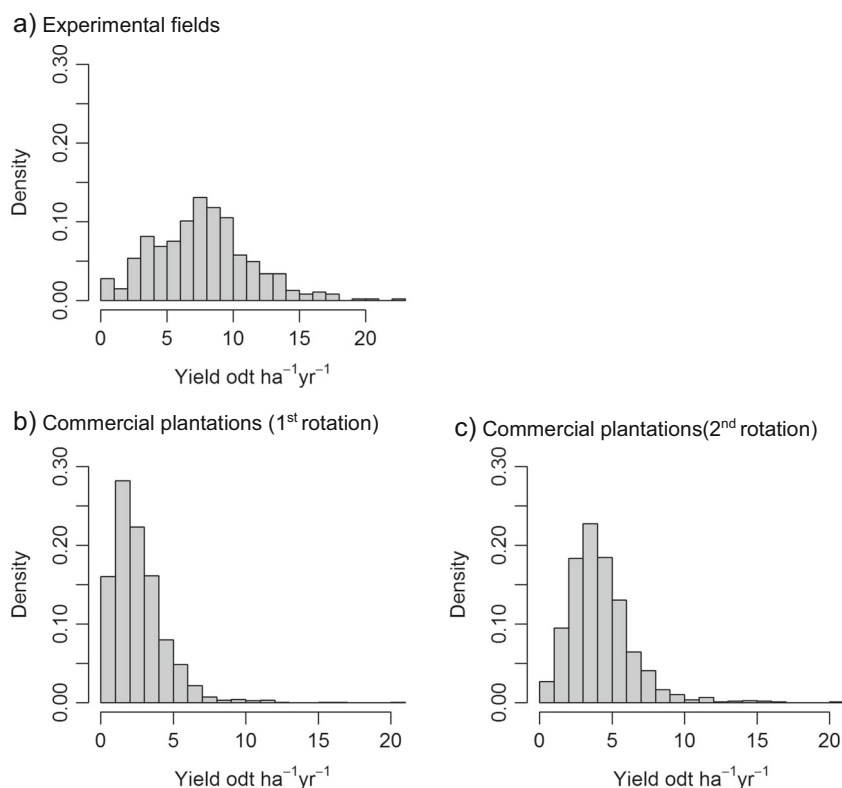 a) Experimental fields
0.30
0.20
0.10
0.00
Density
0 5 10 15 20
Yield odt ha⁻¹yr⁻¹
b) Commercial plantations (1st rotation)
0.30
0.20
0.10
0.00
Density
0 5 10 15 20
Yield odt ha⁻¹yr⁻¹
c) Commercial plantations(2nd rotation)
0.30
0.20
0.10
0.00
Density
0 5 10 15 20
Yield odt ha⁻¹yr⁻¹